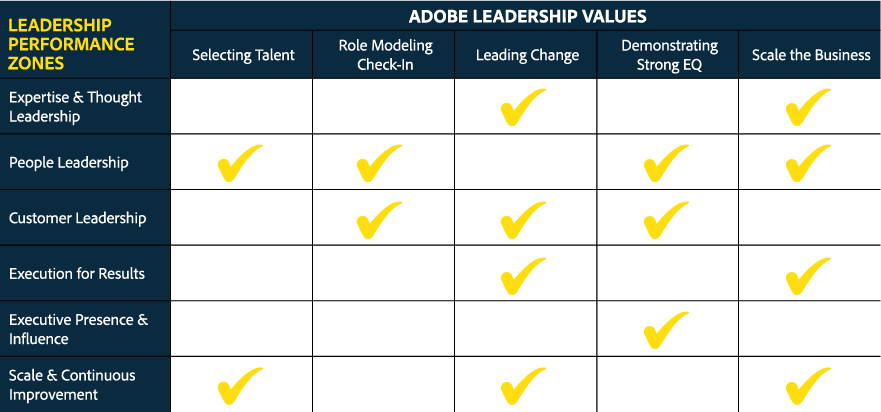 LEADERSHIP
PERFORMANCE
ZONES
ADOBE LEADERSHIP VALUES
Selecting Talent
Role Modeling
Check-In
Leading Change
Demonstrating
Strong EQ
Scale the Business
Expertise & Thought
Leadership
People Leadership
Customer Leadership
Execution for Results
Executive Presence &
Influence
Scale & Continuous
Improvement